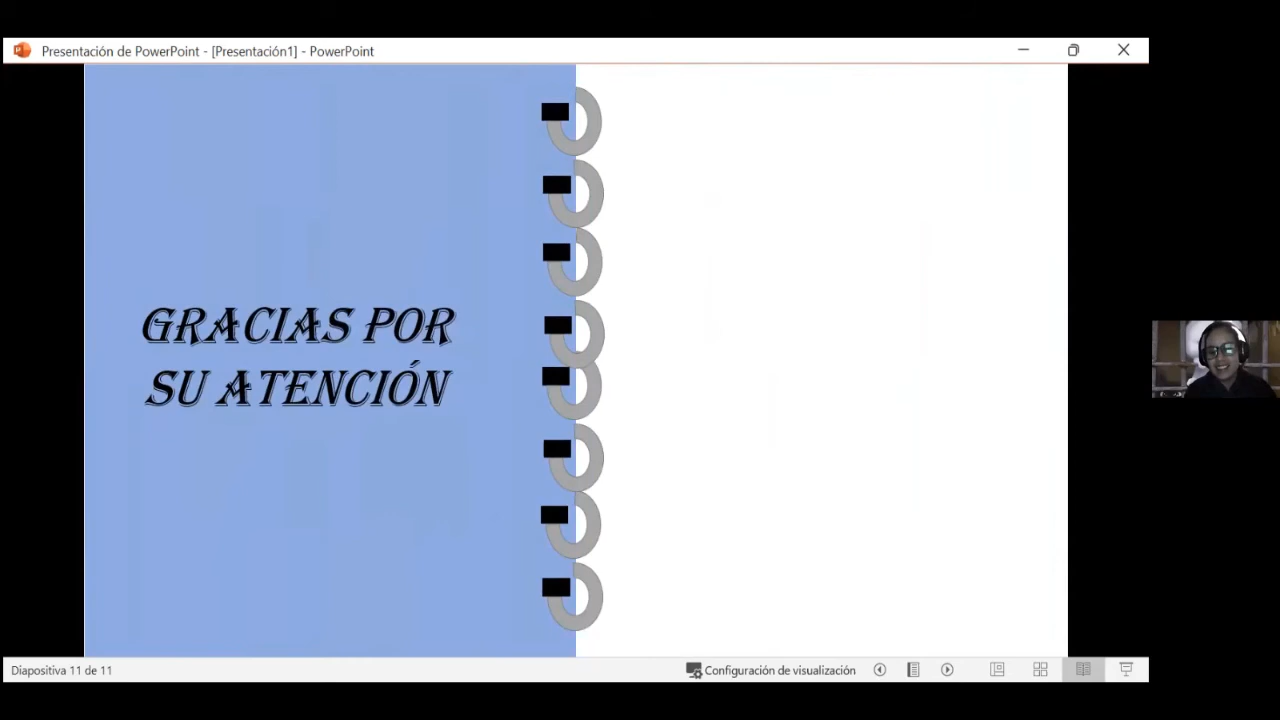 Presentación de PowerPoint - [Presentación1] - PowerPoint
GRACIAS POR
SU ATENCIÓN
Diapositiva 11 de 11
Configuración de visualización